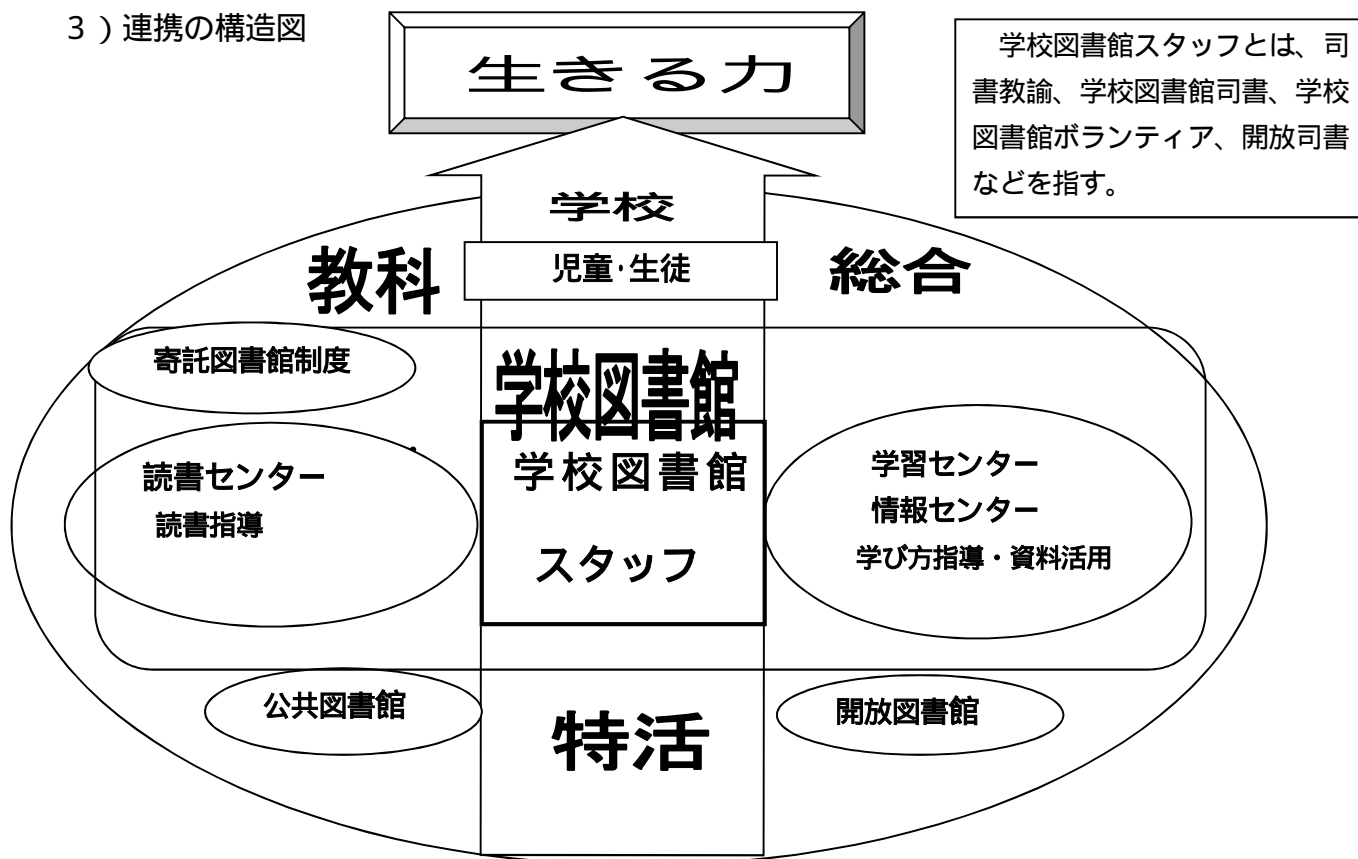 ３）連携の構造図
生きる力
学校図書館スタッフとは、司
書教諭、学校図書館司書、学校
図書館ボランティア、開放司書
などを指す。
学校
教科
児童・生徒
総合
寄託図書館制度
学校図書館
読書センター
読書指導
学校図書館
スタッフ
学習センター
情報センター
学び方指導・資料活用
公共図書館
特活
開放図書館